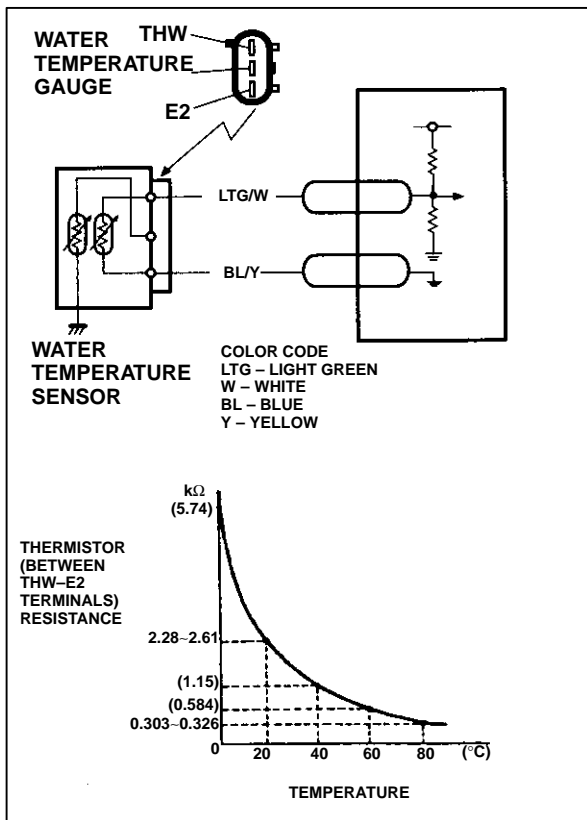 THW
WATER
TEMPERATURE
GAUGE
E2
LTG/W
BL/Y
WATER
TEMPERATURE
SENSOR
COLOR CODE
LTG – LIGHT GREEN
W – WHITE
BL – BLUE
Y – YELLOW
kΩ
(5.74)
THERMISTOR
(BETWEEN
THW–E2
TERMINALS)
RESISTANCE
2.28~2.61
(1.15)
(0.584)
0.303~0.326
0 20 40 60 80 (°C)
TEMPERATURE